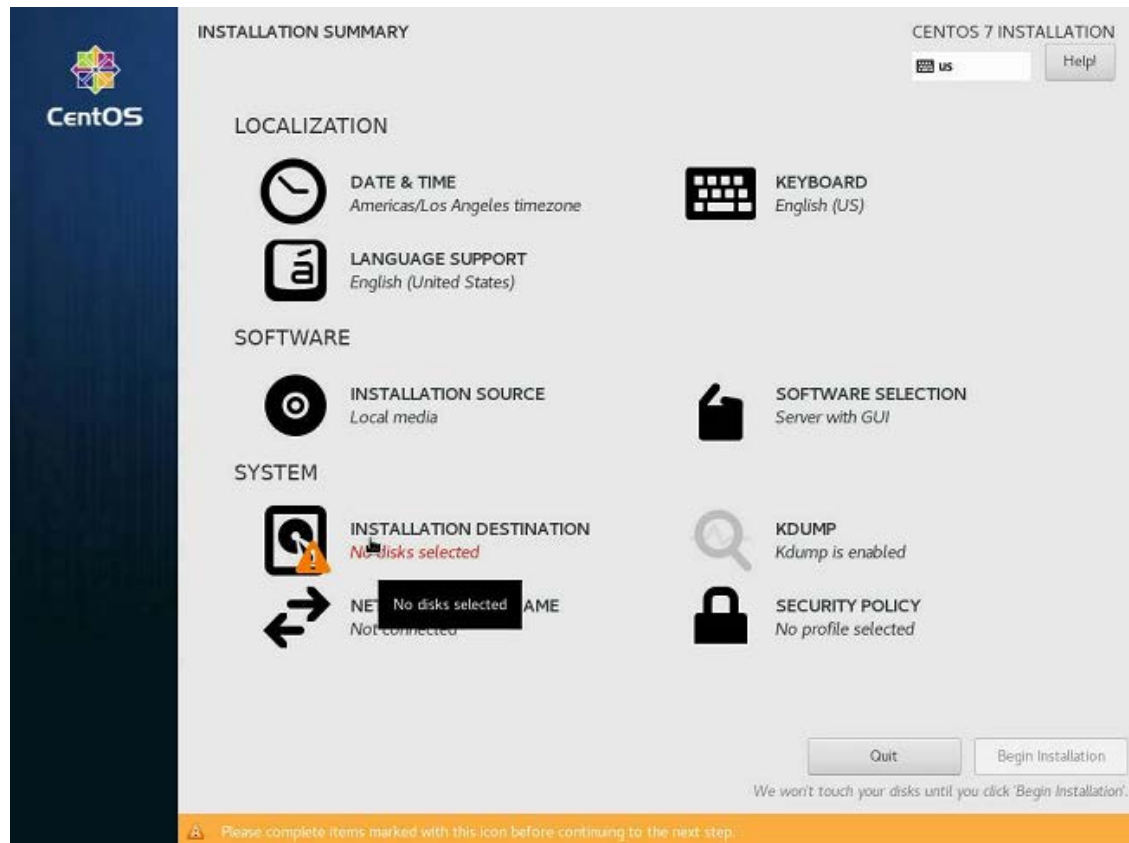 INSTALLATION SUMMARY
CENTOS 7 INSTALLATION
us
Help!
CentOS
LOCALIZATION
DATE & TIME
Americas/Los Angeles timezone
KEYBOARD
English (US)
á
LANGUAGE SUPPORT
English (United States)
SOFTWARE
INSTALLATION SOURCE
Local media
SOFTWARE SELECTION
Server with GUI
SYSTEM
INSTALLATION DESTINATION
No disks selected
KDUMP
Kdump is enabled
No disks selected
NET AME
Not connected
SECURITY POLICY
No profile selected
Quit
Begin Installation
We won't touch your disks until you click 'Begin Installation'.
Please complete items marked with this icon before continuing to the next step.